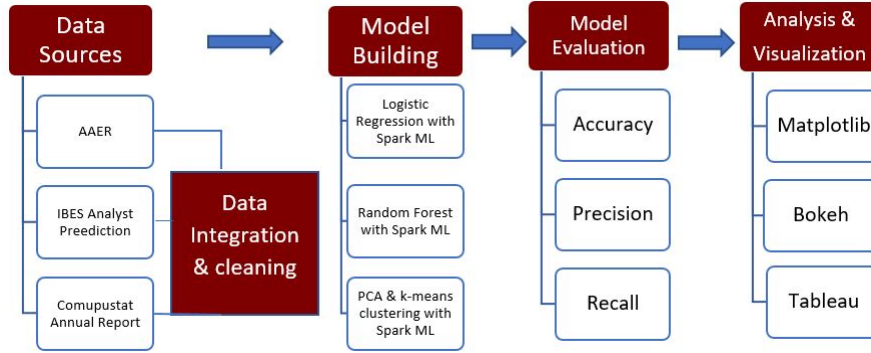 Data
Sources
AAER
IBES Analyst
Preediction
Comupustat
Annual Report
Data
Integration
& cleaning
Model
Building
Logistic
Regression with
Spark ML
Random Forest
with Spark ML
PCA & k-means
clustering with
Spark ML
Model
Evaluation
Accuracy
Precision
Recall
Analysis &
Visualization
Matplotlib
Bokeh
Tableau